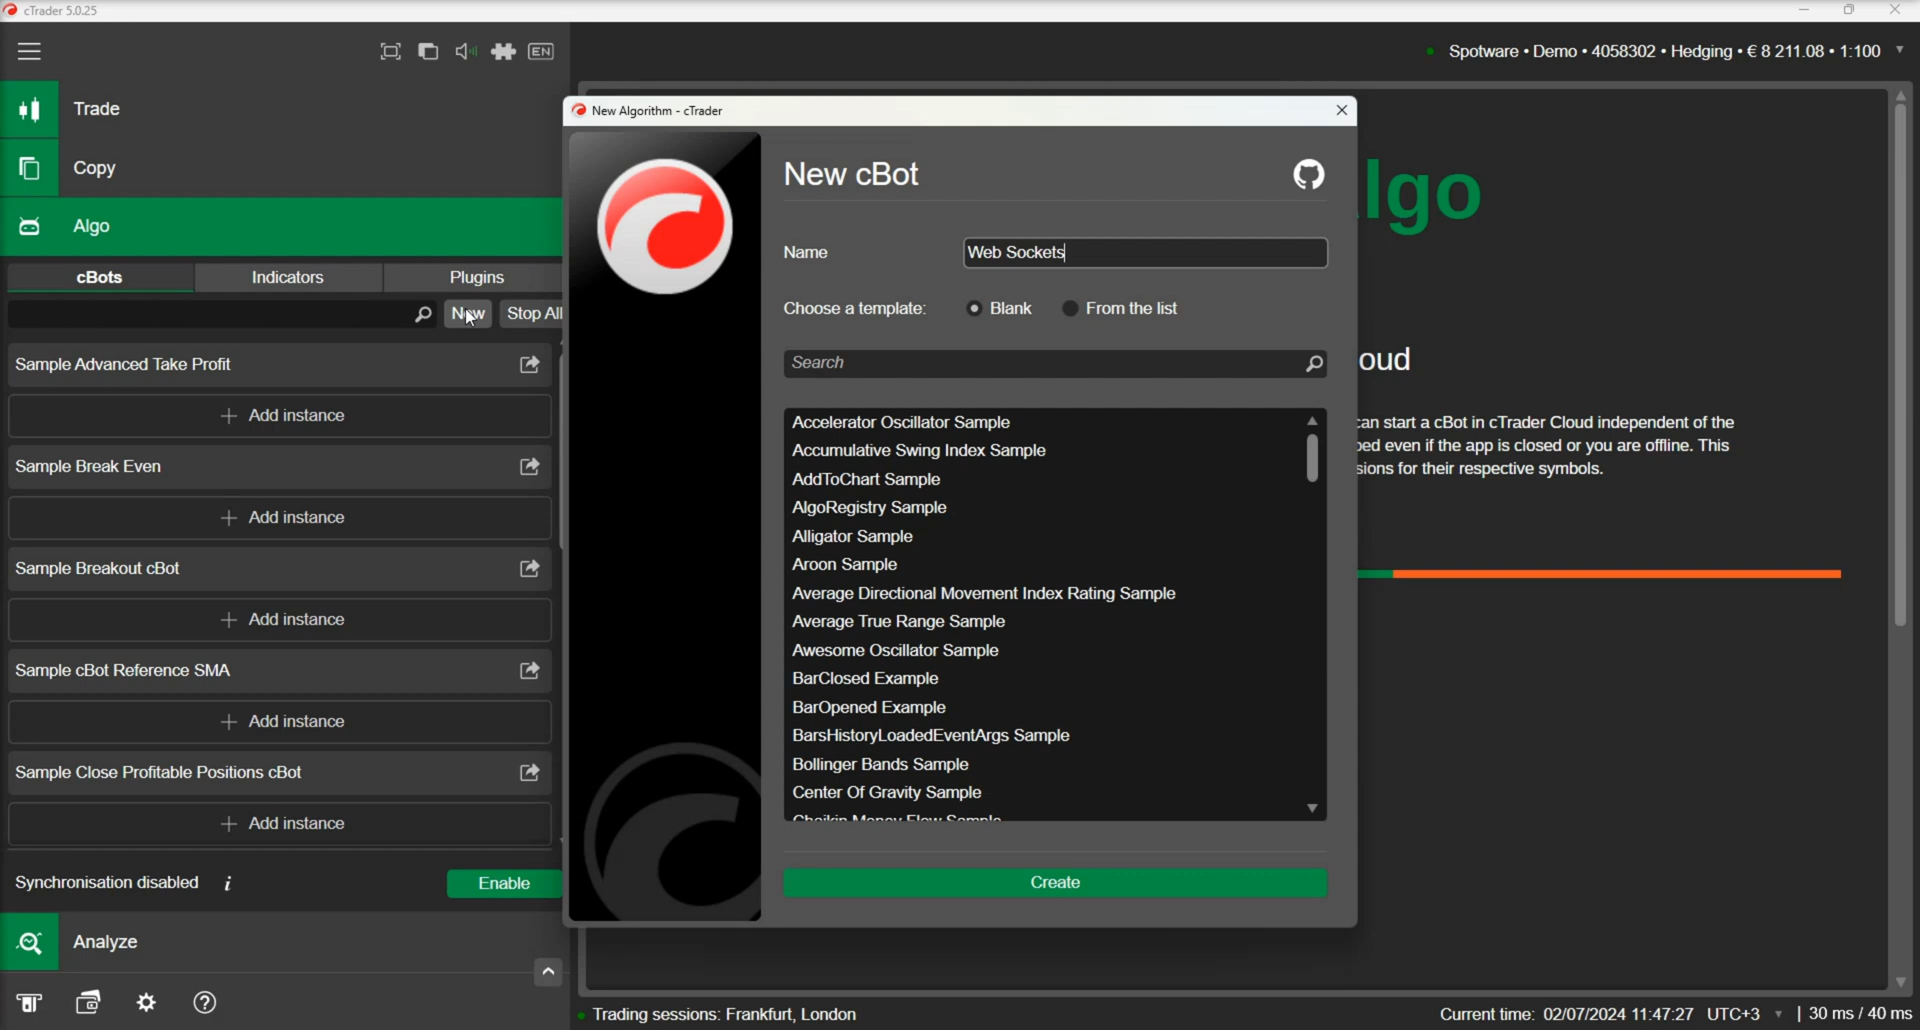 cTrader 5.0.25
EN
Spotware • Demo • 4058302 • Hedging • € 8 211.08 • 1:100
Trade
Copy
Algo
cBots
Indicators
Plugins
New
Stop All
Sample Advanced Take Profit
Add instance
Sample Break Even
Add instance
Sample Breakout cBot
Add instance
Sample cBot Reference SMA
Add instance
Sample Close Profitable Positions cBot
Add instance
Synchronisation disabled
Enable
Analyze
New Algorithm - cTrader
New cBot
Name
Web Sockets
Choose a template:
Blank
From the list
Search
Accelerator Oscillator Sample
Accumulative Swing Index Sample
AddToChart Sample
AlgoRegistry Sample
Alligator Sample
Aroon Sample
Average Directional Movement Index Rating Sample
Average True Range Sample
Awesome Oscillator Sample
BarClosed Example
BarOpened Example
BarsHistoryLoadedEventArgs Sample
Bollinger Bands Sample
Center Of Gravity Sample
Chaikin Money Flow Sample
Create
lgo
oud
can start a cBot in cTrader Cloud independent of the
ped even if the app is closed or you are offline. This
sions for their respective symbols.
Trading sessions: Frankfurt, London
Current time: 02/07/2024 11:47:27 UTC+3
30 ms / 40 ms